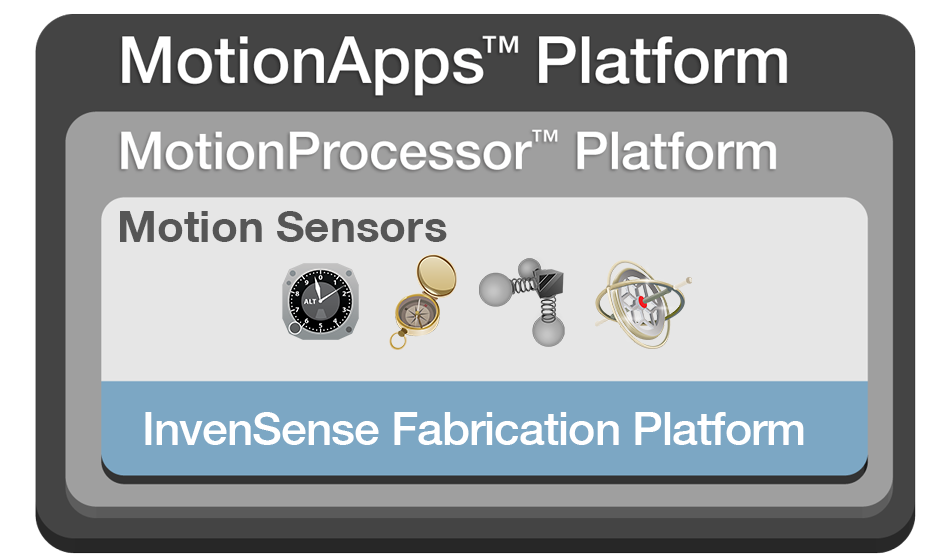 MotionApps™ Platform
MotionProcessor™ Platform
Motion Sensors
ALT
InvenSense Fabrication Platform